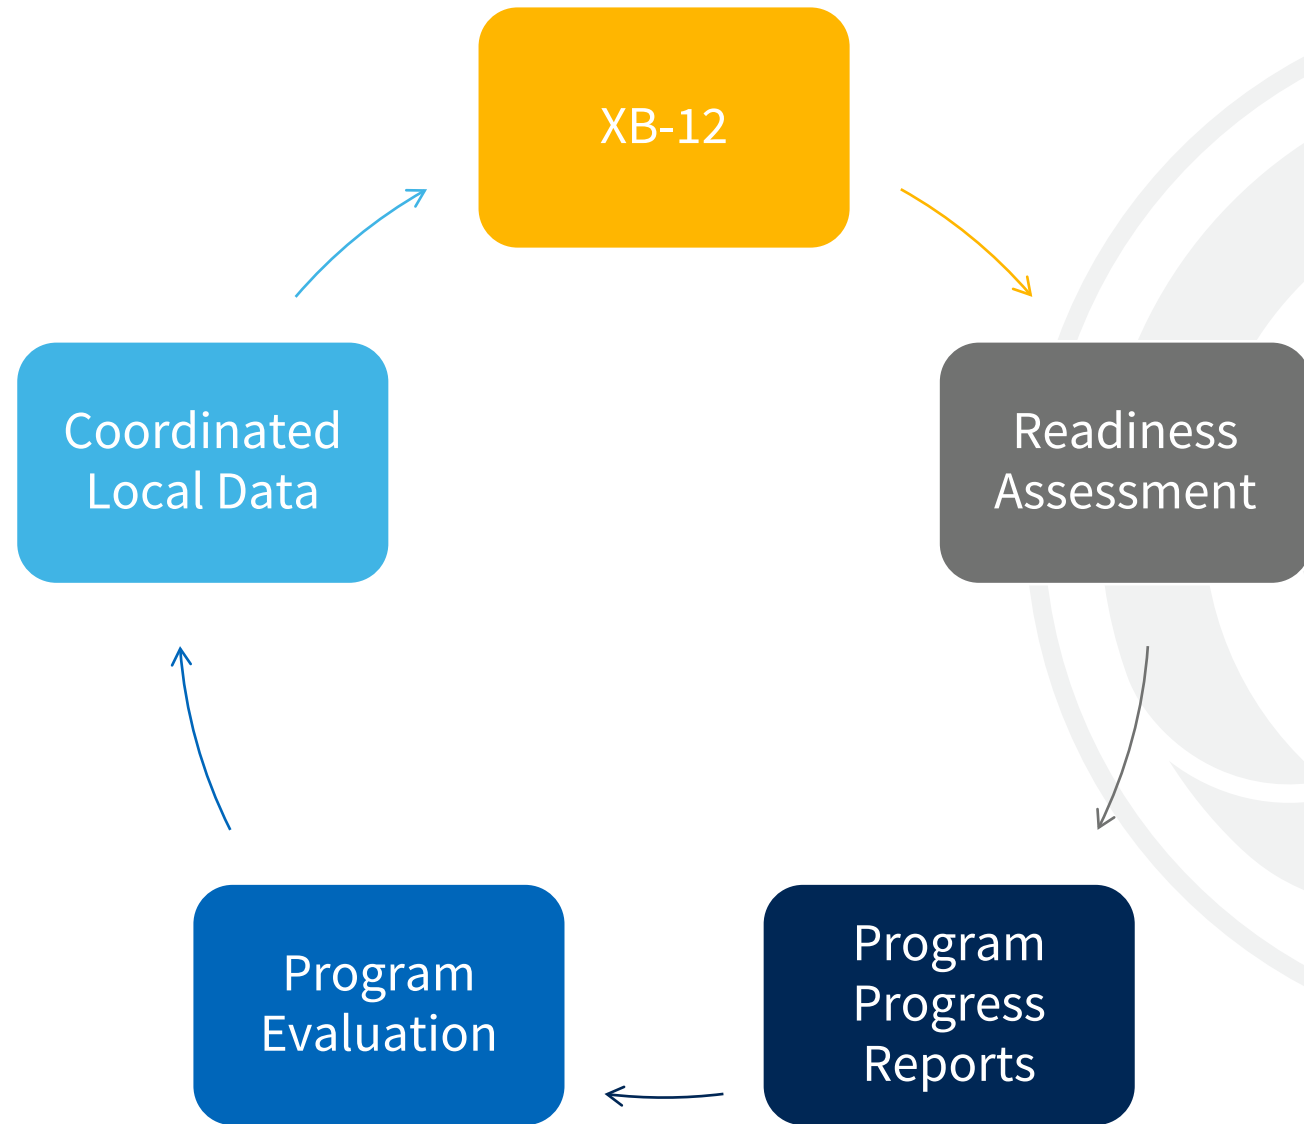 XB-12
Readiness
Assessment
Program
Progress
Reports
Program
Evaluation
Coordinated
Local Data